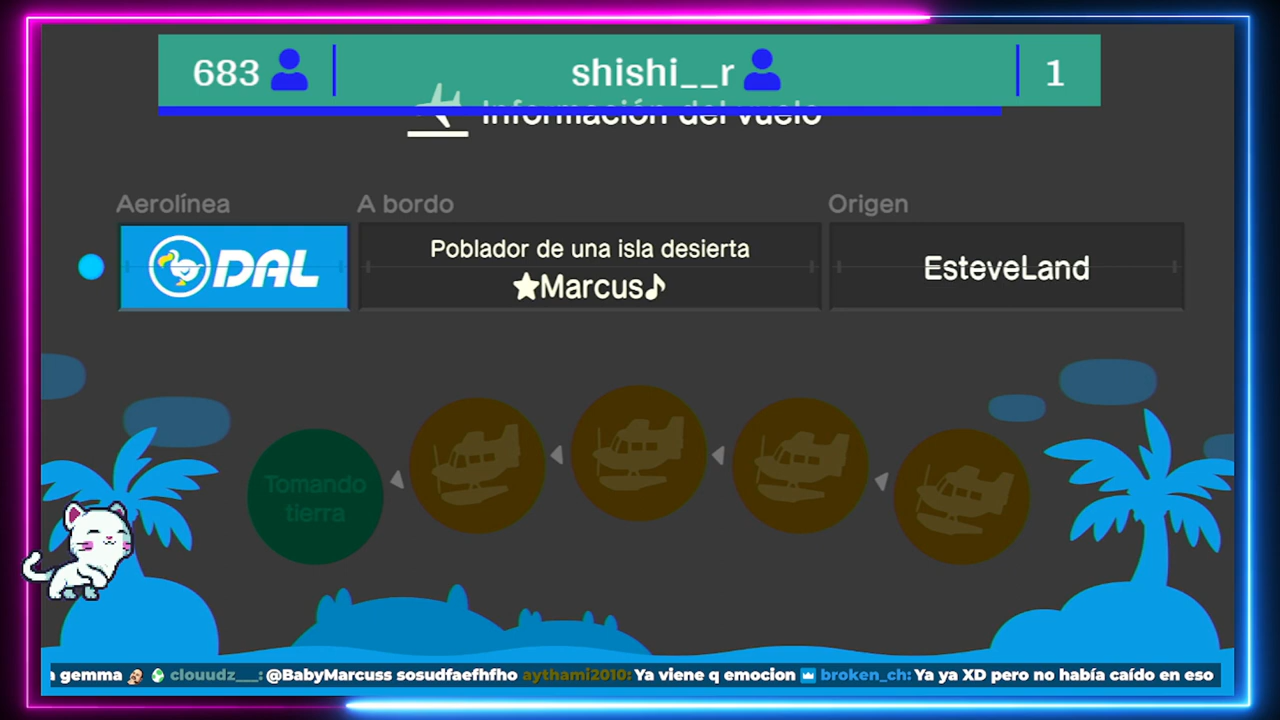 683 shishi__r 1
Información del vuelo
Aerolínea A bordo Origen
DAL
Poblador de una isla desierta
★Marcus♪
EsteveLand
Tomando
tierra
gemma clouudz___: @BabyMarcuss sosudfaefhfho aythami2010: Ya viene q emocion broken_ch: Ya ya XD pero no había caído en eso